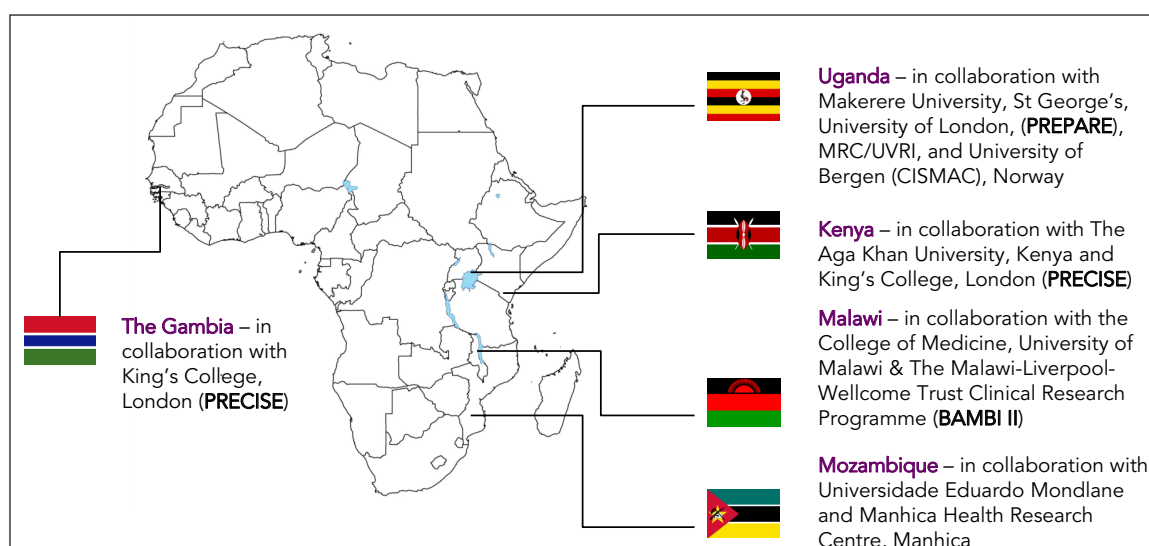 Uganda – in collaboration with
Makerere University, St George's,
University of London, (PREPARE),
MRC/UVRI, and University of
Bergen (CISMAC), Norway
Kenya – in collaboration with The
Aga Khan University, Kenya and
King's College, London (PRECISE)
The Gambia – in
collaboration with
King's College,
London (PRECISE)
Malawi – in collaboration with the
College of Medicine, University of
Malawi & The Malawi-Liverpool-
Wellcome Trust Clinical Research
Programme (BAMBI II)
Mozambique – in collaboration with
Universidade Eduardo Mondlane
and Manhica Health Research
Centre, Manhica